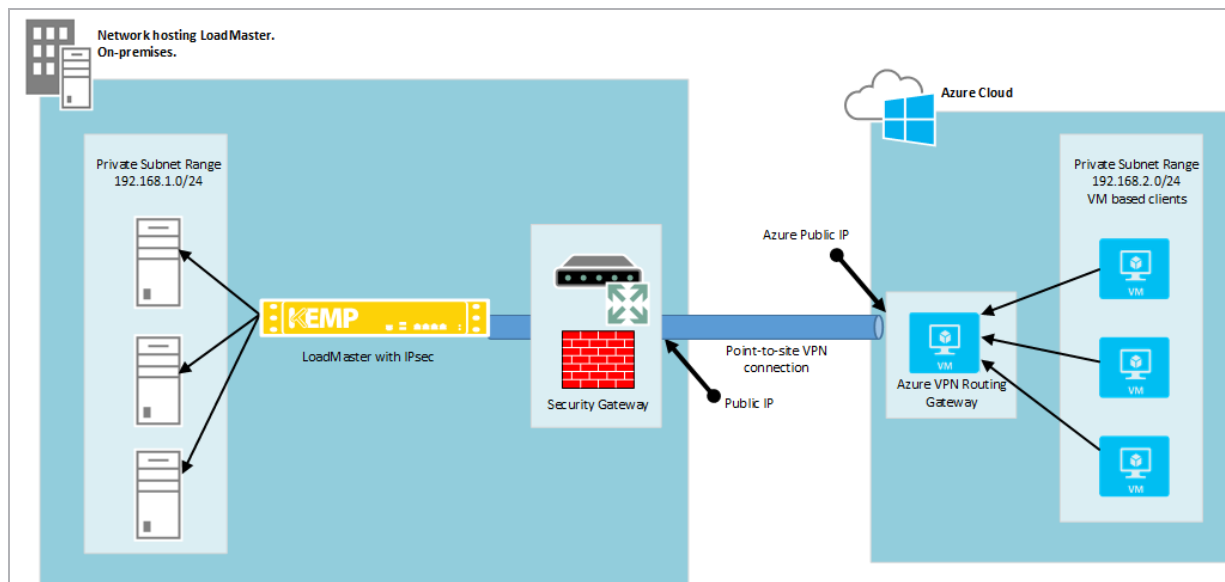 Network hosting LoadMaster.
On-premises.
Azure Cloud
Private Subnet Range
192.168.1.0/24
Private Subnet Range
192.168.2.0/24
VM based clients
Azure Public IP
VM
KEMP
LoadMaster with IPsec
Security Gateway
Point-to-site VPN
connection
Public IP
VM
Azure VPN Routing
Gateway
VM
VM